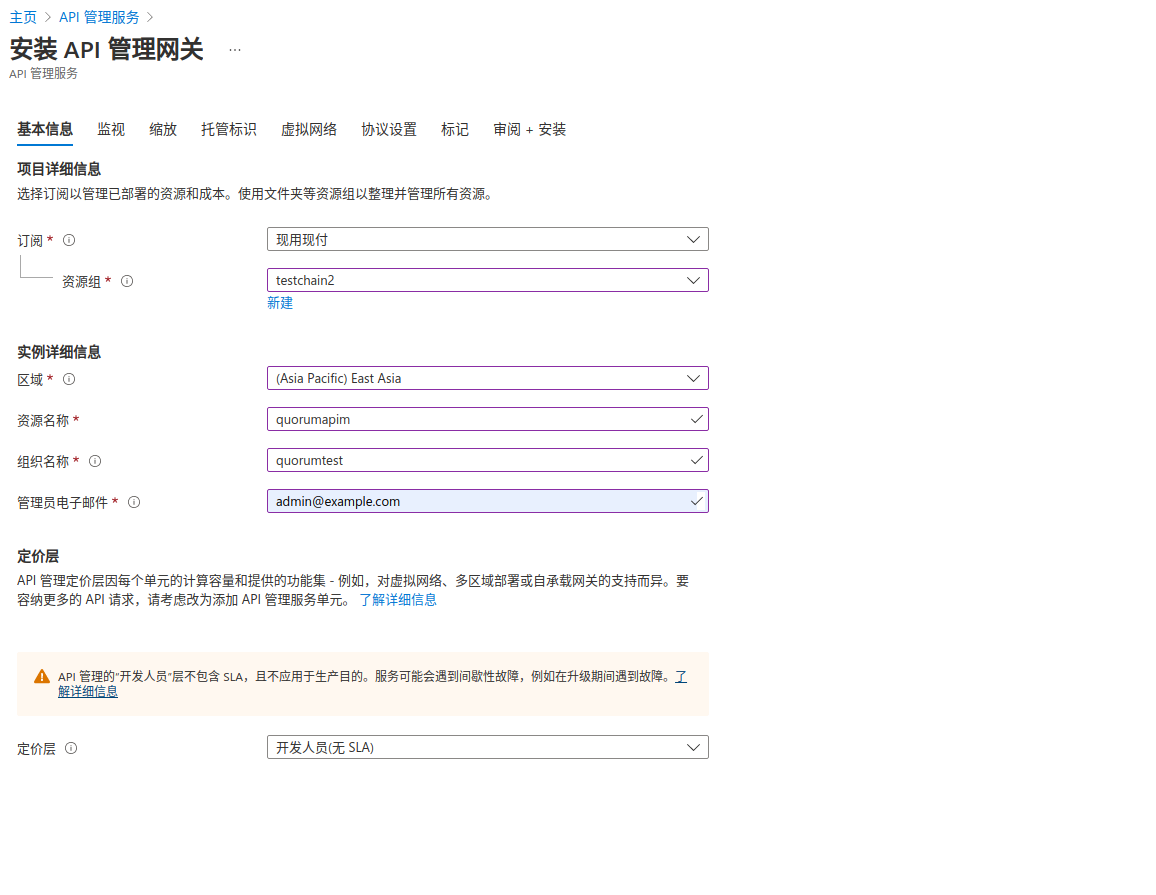 主页 > API 管理服务 >
安装 API 管理网关 ...
API 管理服务
基本信息 监视 缩放 托管标识 虚拟网络 协议设置 标记 审阅 + 安装
项目详细信息
选择订阅以管理已部署的资源和成本。使用文件夹等资源组以整理并管理所有资源。
订阅 * 现用现付
资源组 * testchain2
新建
实例详细信息
区域 * (Asia Pacific) East Asia
资源名称 * quorumapim
组织名称 * quorumtest
管理员电子邮件 * admin@example.com
定价层
API 管理定价层因每个单元的计算容量和提供的功能集 - 例如，对虚拟网络、多区域部署或自承载网关的支持而异。要
容纳更多的 API 请求，请考虑改为添加 API 管理服务单元。 了解详细信息
API 管理的"开发人员"层不包含 SLA，且不应用于生产目的。服务可能会遇到间歇性故障，例如在升级期间遇到故障。了
解详细信息
定价层 开发人员(无 SLA)